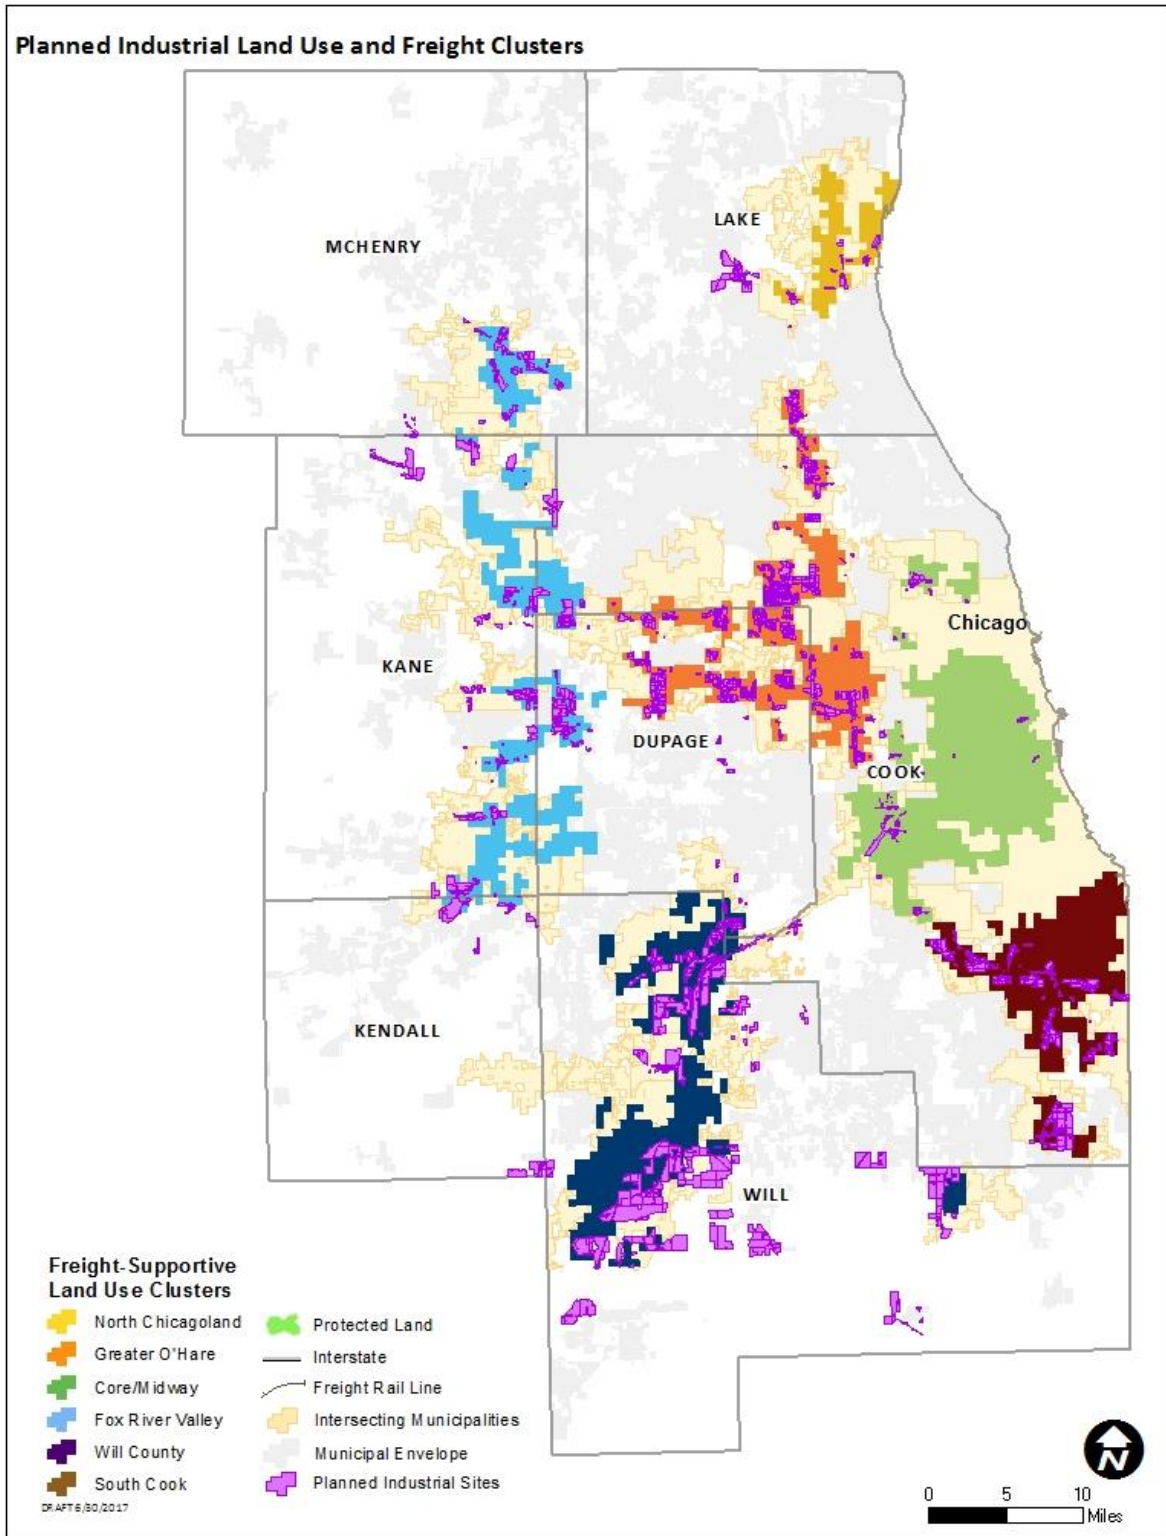 Planned Industrial Land Use and Freight Clusters
LAKE
MCHENRY
Chicago
KANE
DUPAGE
COOK
KENDALL
WILL
Freight-Supportive
Land Use Clusters
North Chicagoland
Greater O'Hare
Core/Midway
Fox River Valley
Will County
South Cook
Protected Land
Interstate
Freight Rail Line
Intersecting Municipalities
Municipal Envelope
Planned Industrial Sites
DRAFT 6/30/2017
N
0 5 10
Miles